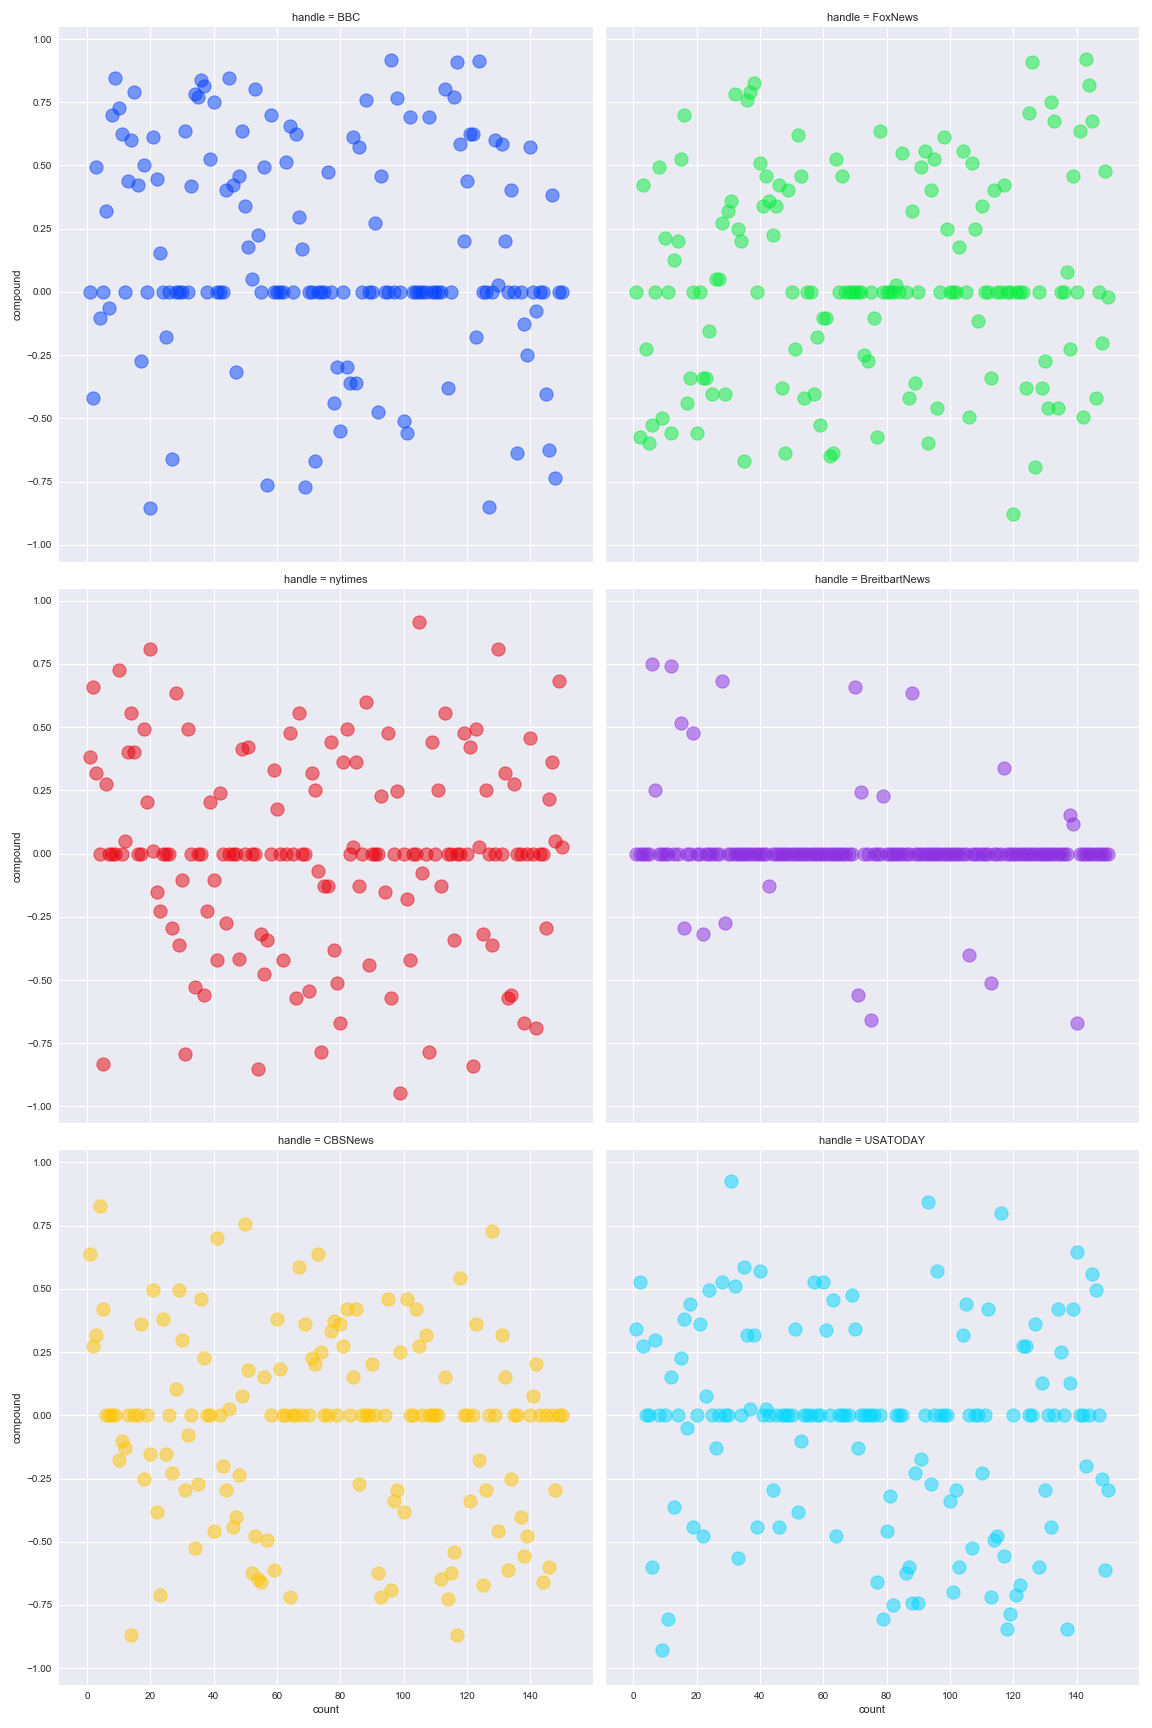 handle = BBC
handle = FoxNews
1.00
0.75
0.50
0.25
0.00
−0.25
−0.50
−0.75
−1.00
compound
handle = nytimes
handle = BreitbartNews
1.00
0.75
0.50
0.25
0.00
−0.25
−0.50
−0.75
−1.00
compound
handle = CBSNews
handle = USATODAY
1.00
0.75
0.50
0.25
0.00
−0.25
−0.50
−0.75
−1.00
compound
0 20 40 60 80 100 120 140
0 20 40 60 80 100 120 140
count
count